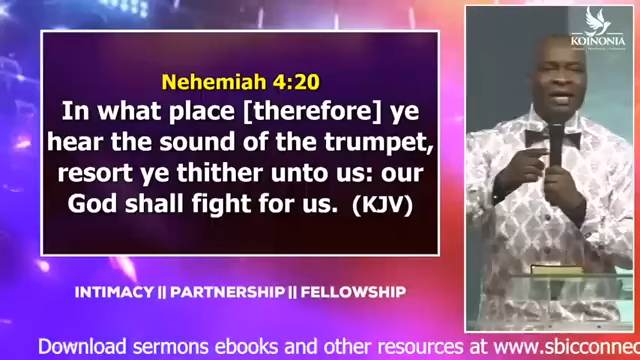 Nehemiah 4:20
In what place [therefore] ye
hear the sound of the trumpet,
resort ye thither unto us: our
God shall fight for us. (KJV)
KOINONIA
INTIMACY || PARTNERSHIP || FELLOWSHIP
Download sermons ebooks and other resources at www.sbicconnec